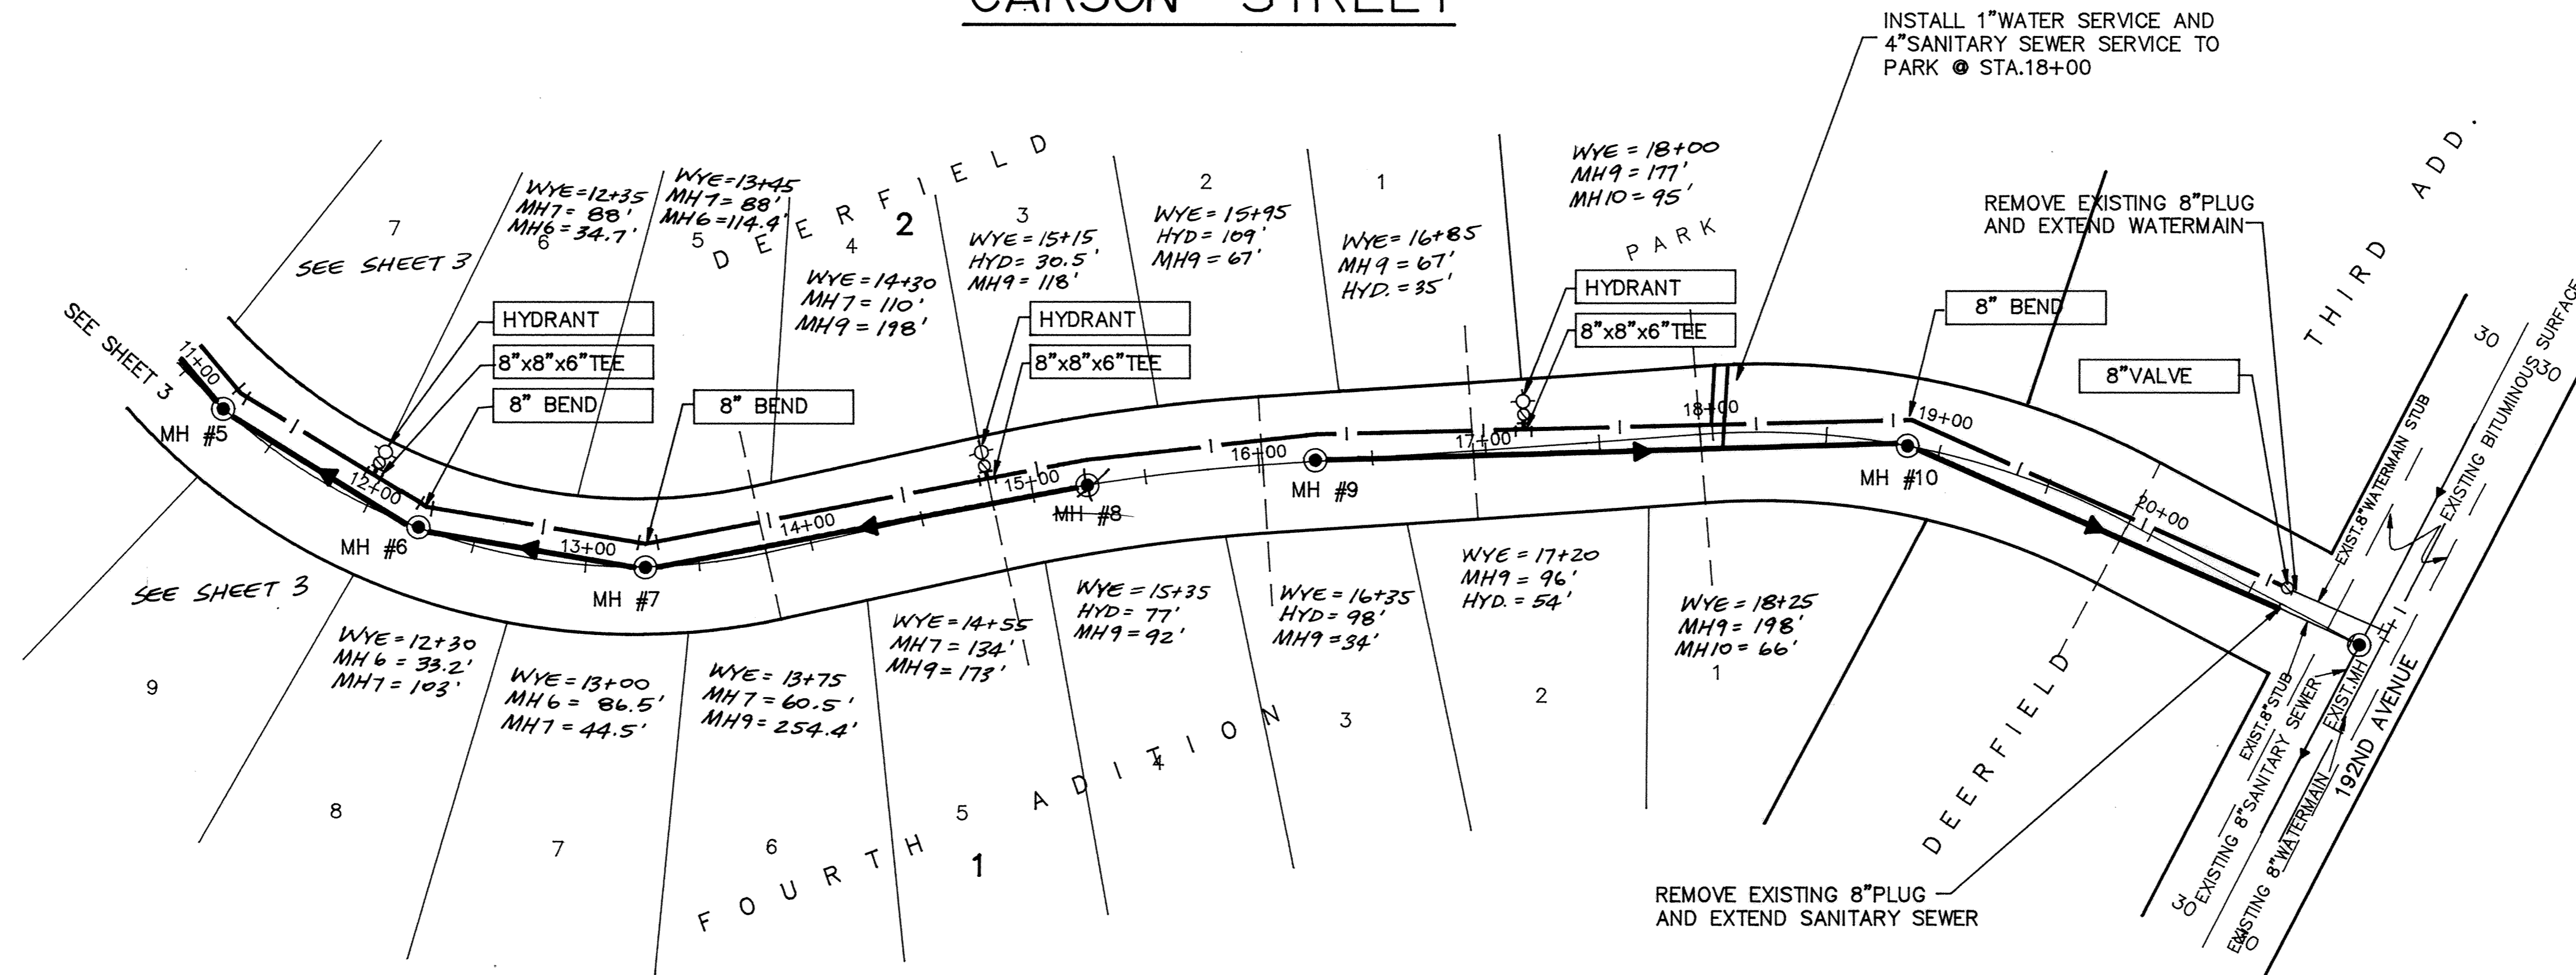 CARSON STREET
INSTALL 1"WATER SERVICE AND
4"SANITARY SEWER SERVICE TO
PARK @ STA.18+00
THIRD ADD.
REMOVE EXISTING 8"PLUG
AND EXTEND WATERMAIN
WYE = 18+00
MH9 = 177'
MH10 = 95'
PARK
1
WYE = 16+85
MH9 = 67'
HYD. = 35'
2
WYE = 15+95
HYD = 109'
MH9 = 67'
3
WYE = 15+15
HYD = 30.5'
MH9 = 118'
DEERFIELD
2
4
WYE = 14+30
MH7 = 110'
MH9 = 198'
WYE=13+45
MH7= 88'
MH6=114.4'
5
WYE=12+35
MH7= 88'
MH6=34.7'
6
7
SEE SHEET 3
HYDRANT
8"x8"x6"TEE
8" BEND
8" BEND
HYDRANT
8"x8"x6"TEE
HYDRANT
8"x8"x6"TEE
8" BEND
8"VALVE
SEE SHEET 3
11+00
MH #5
12+00
MH #6
13+00
MH #7
14+00
15+00
MH #8
16+00
MH #9
17+00
18+00
MH #10
19+00
20+00
SEE SHEET 3
9
WYE = 12+30
MH6 = 33.2'
MH7 = 103'
8
WYE = 13+00
MH6 = 86.5'
MH7 = 44.5'
7
WYE = 13+75
MH7 = 60.5'
MH9 = 254.4'
6
WYE = 14+55
MH7 = 134'
MH9 = 173'
5
1
WYE = 15+35
HYD = 77'
MH9 = 92'
4
WYE = 16+35
HYD = 98'
MH9 = 34'
3
WYE = 17+20
MH9 = 96'
HYD. = 54'
2
WYE = 18+25
MH9 = 198'
MH10 = 66'
1
FOURTH ADITION
DEERFIELD
REMOVE EXISTING 8"PLUG
AND EXTEND SANITARY SEWER
30
30
EXIST.8"WATERMAN STUB
EXISTING BITUMINOUS SURFACE
EXIST.8"STUB
EXISTING 8"SANITARY SEWER
EXIST.MH
EXISTING 8"WATERMAIN
192ND AVENUE
30